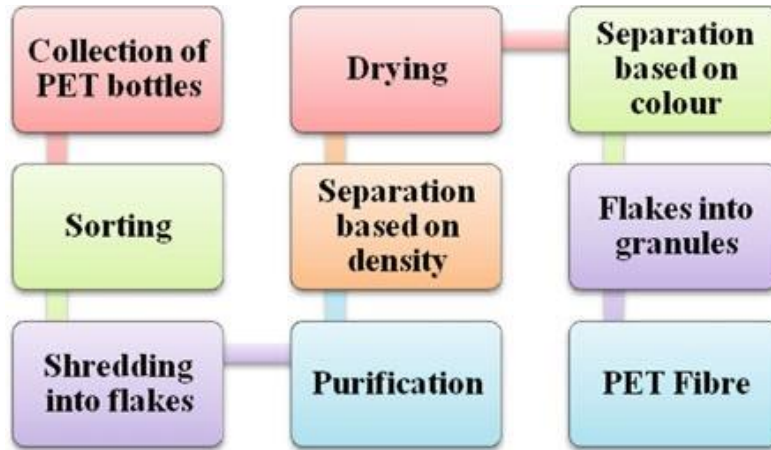 Collection of
PET bottles
Sorting
Shredding
into flakes
Purification
Separation
based on
density
Drying
Separation
based on
colour
Flakes into
granules
PET Fibre